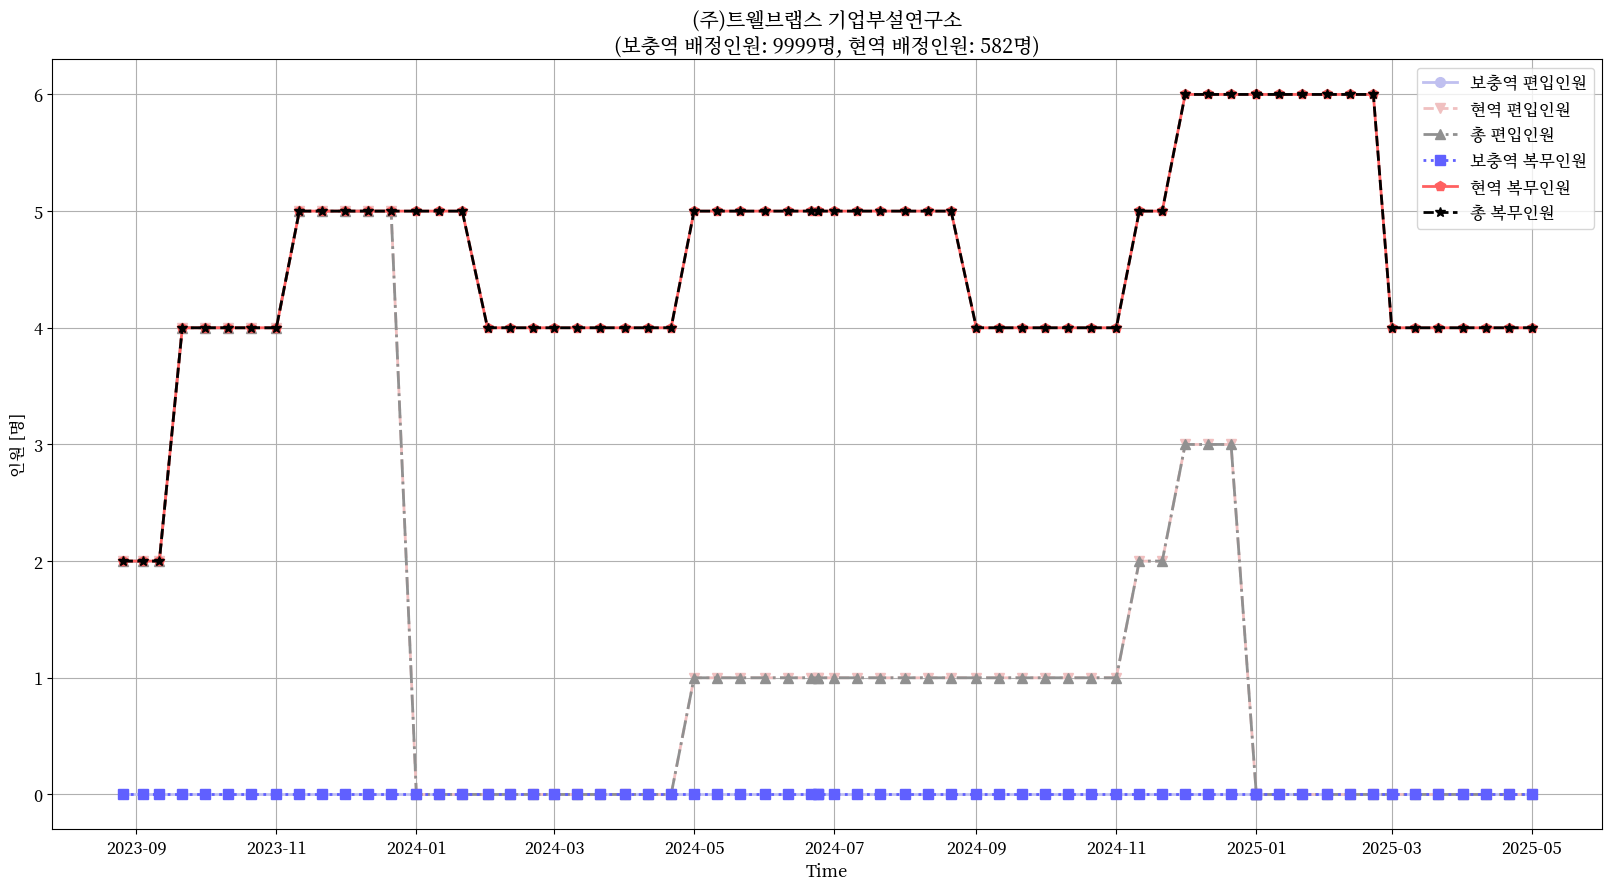 (주)트웰브랩스 기업부설연구소
(보충역 배정인원: 9999명, 현역 배정인원: 582명)
보충역 편입인원
현역 편입인원
총 편입인원
보충역 복무인원
현역 복무인원
총 복무인원
인원 [명]
6
5
4
3
2
1
0
2023-09 2023-11 2024-01 2024-03 2024-05 2024-07 2024-09 2024-11 2025-01 2025-03 2025-05
Time